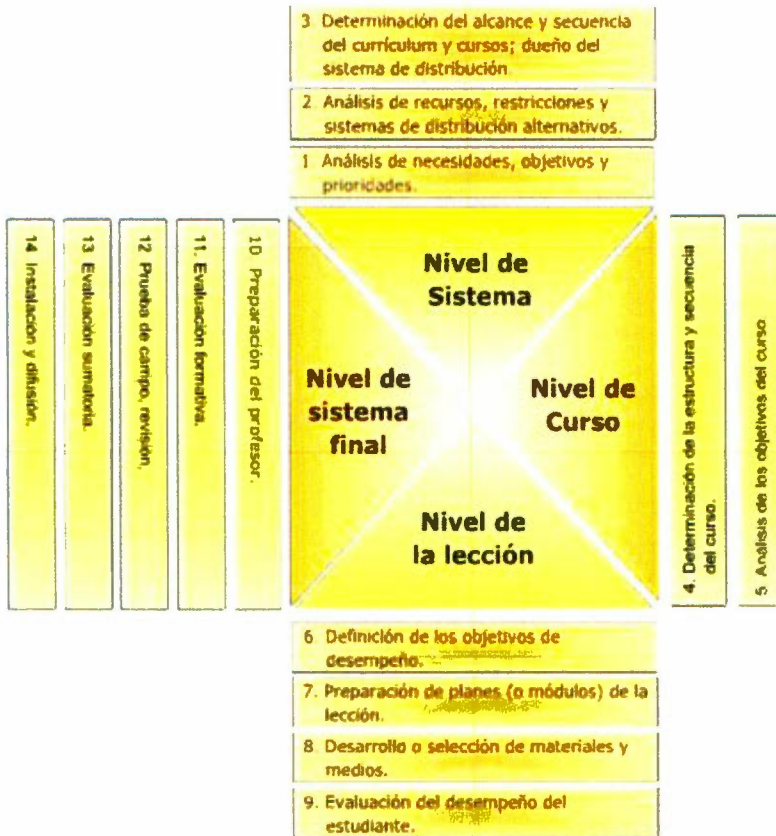 3 Determinación del alcance y secuencia
del currículum y cursos; dueño del
sistema de distribución
2 Análisis de recursos, restricciones y
sistemas de distribución alternativos.
1 Análisis de necesidades, objetivos y
prioridades.
14 Instalación y difusión.
13 Evaluación sumatoria.
12 Prueba de campo, revisión.
11. Evaluación formativa.
10 Preparación del profesor.
Nivel de
Sistema
Nivel de
sistema
final
Nivel de
Curso
Nivel de
la lección
4. Determinación de la estructura y secuencia
del curso.
5 Análisis de los objetivos del curso
6 Definición de los objetivos de
desempeño.
7. Preparación de planes (o módulos) de la
lección.
8 Desarrollo o selección de materiales y
medios.
9. Evaluación del desempeño del
estudiante.